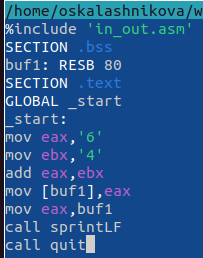 /home/oskalashnikova/w
%include 'in_out.asm'
SECTION .bss
buf1: RESB 80
SECTION .text
GLOBAL _start
_start:
mov eax,'6'
mov ebx,'4'
add eax,ebx
mov [buf1],eax
mov eax,buf1
call sprintLF
call quit